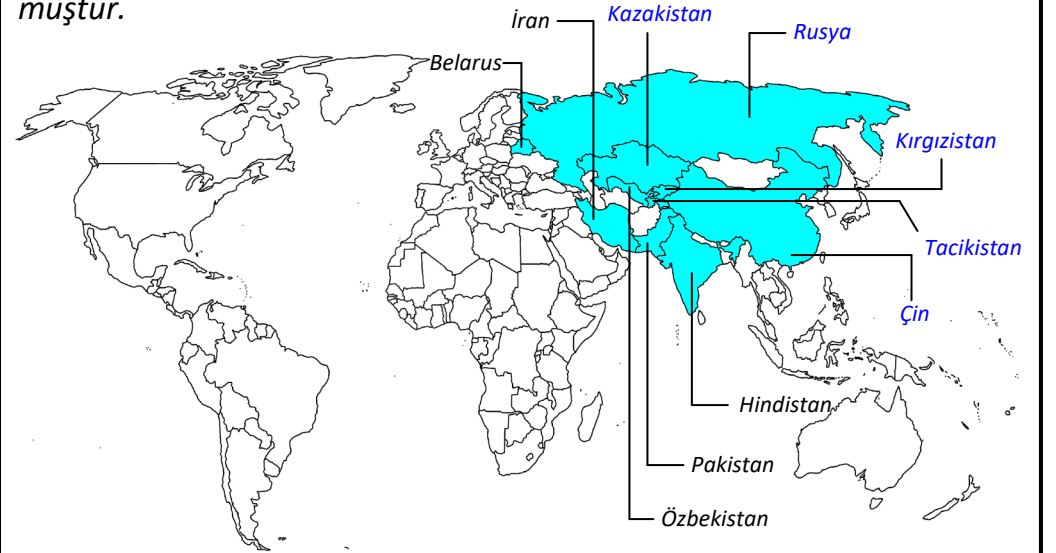 muştur.
İran
Kazakistan
Rusya
Belarus
Kırgızistan
Tacikistan
Çin
Hindistan
Pakistan
Özbekistan